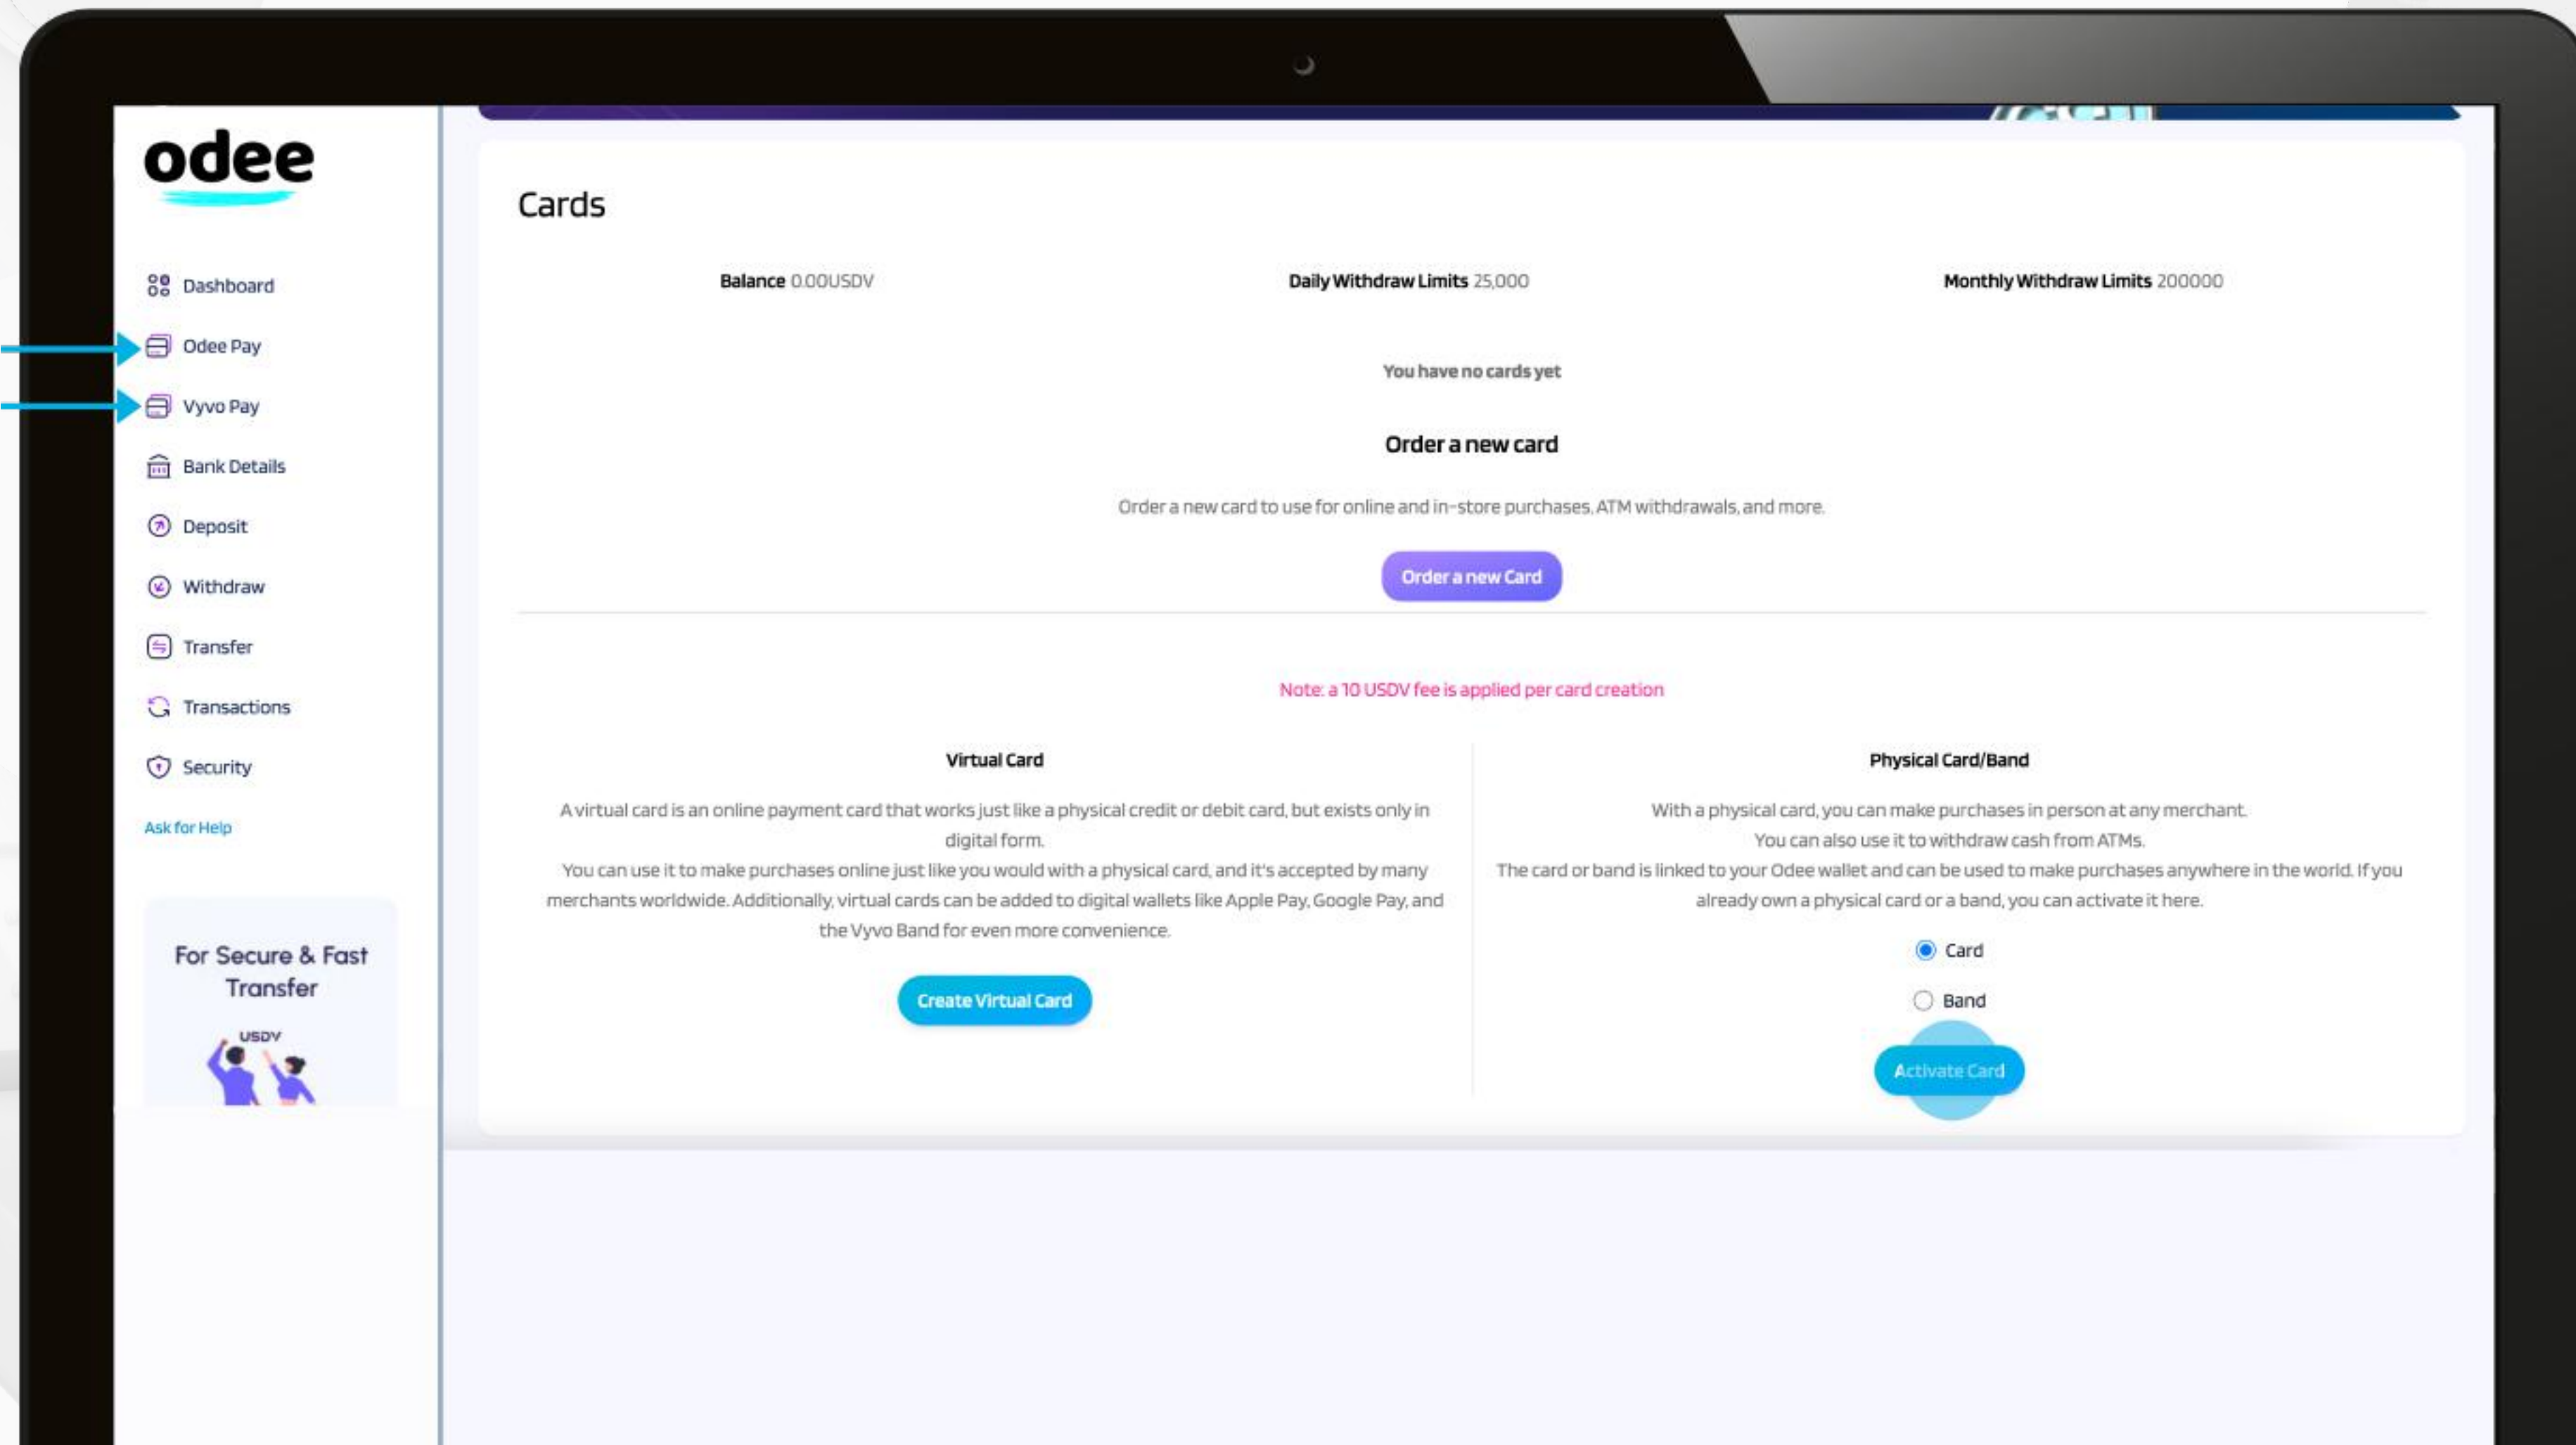 odee
Dashboard
Odee Pay
Vyvo Pay
Bank Details
Deposit
Withdraw
Transfer
Transactions
Security
Ask for Help
For Secure & Fast
Transfer
USDV
Cards
Balance 0.00USDV
Daily Withdraw Limits 25,000
Monthly Withdraw Limits 200000
You have no cards yet
Order a new card
Order a new card to use for online and in-store purchases, ATM withdrawals, and more.
Order a new Card
Note: a 10 USDV fee is applied per card creation
Virtual Card
A virtual card is an online payment card that works just like a physical credit or debit card, but exists only in
digital form.
You can use it to make purchases online just like you would with a physical card, and it's accepted by many
merchants worldwide. Additionally, virtual cards can be added to digital wallets like Apple Pay, Google Pay, and
the Vyvo Band for even more convenience.
Create Virtual Card
Physical Card/Band
With a physical card, you can make purchases in person at any merchant.
You can also use it to withdraw cash from ATMs.
The card or band is linked to your Odee wallet and can be used to make purchases anywhere in the world. If you
already own a physical card or a band, you can activate it here.
Card
Band
Activate Card